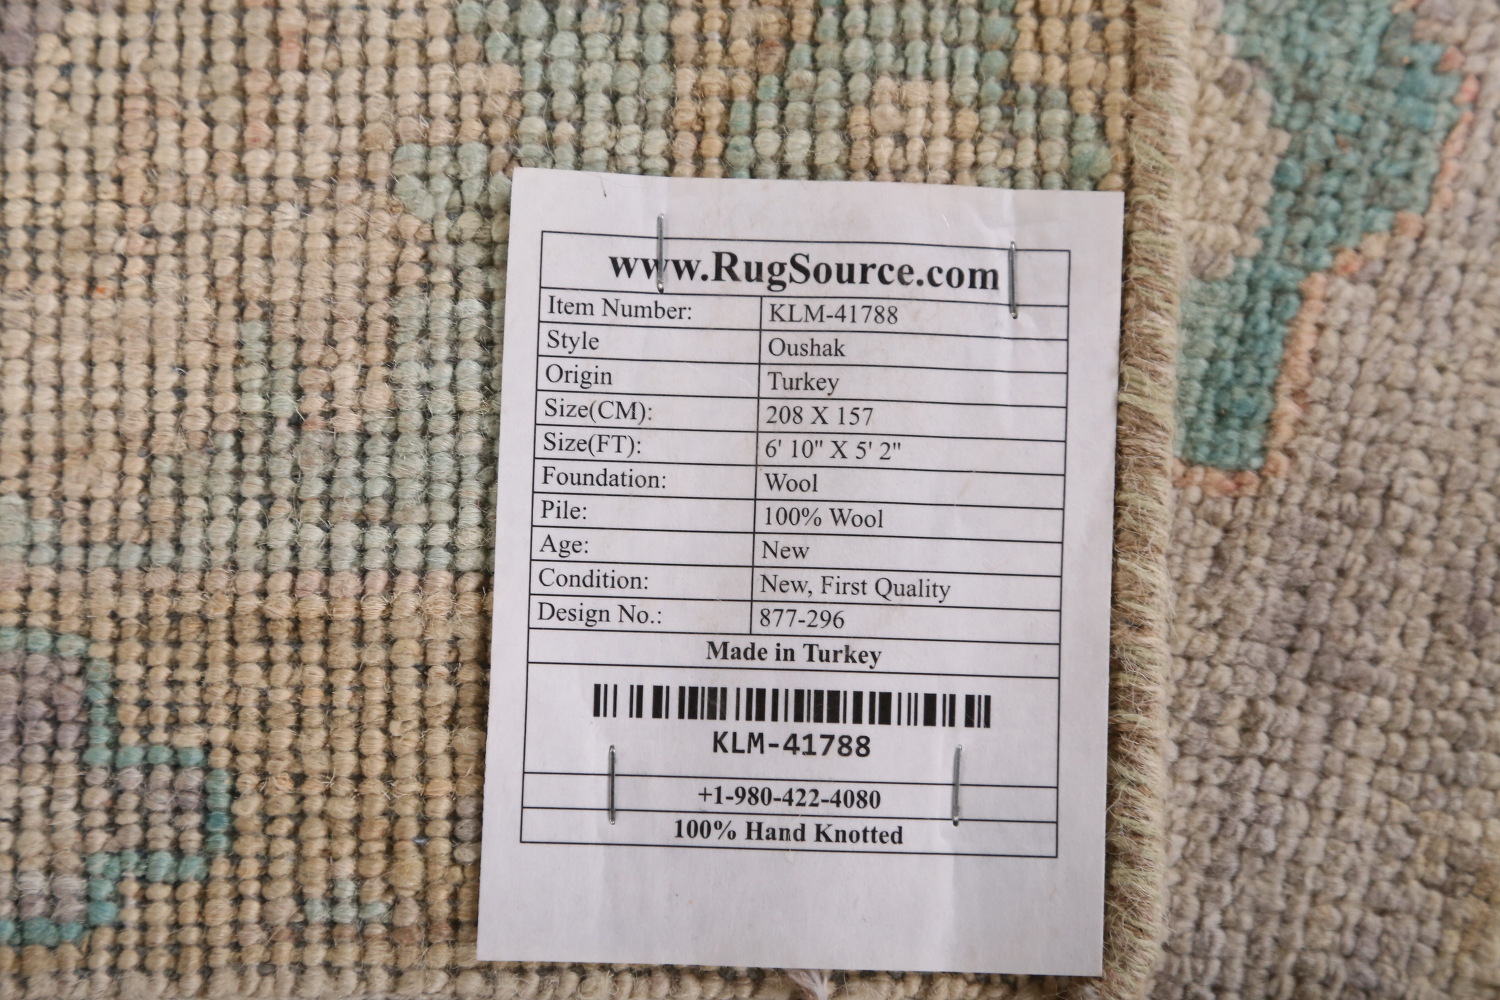 www.RugSource.com
Item Number: KLM-41788
Style Oushak
Origin Turkey
Size(CM): 208 X 157
Size(FT): 6' 10" X 5' 2"
Foundation: Wool
Pile: 100% Wool
Age: New
Condition: New, First Quality
Design No.: 877-296
Made in Turkey
KLM-41788
+1-980-422-4080
100% Hand Knotted